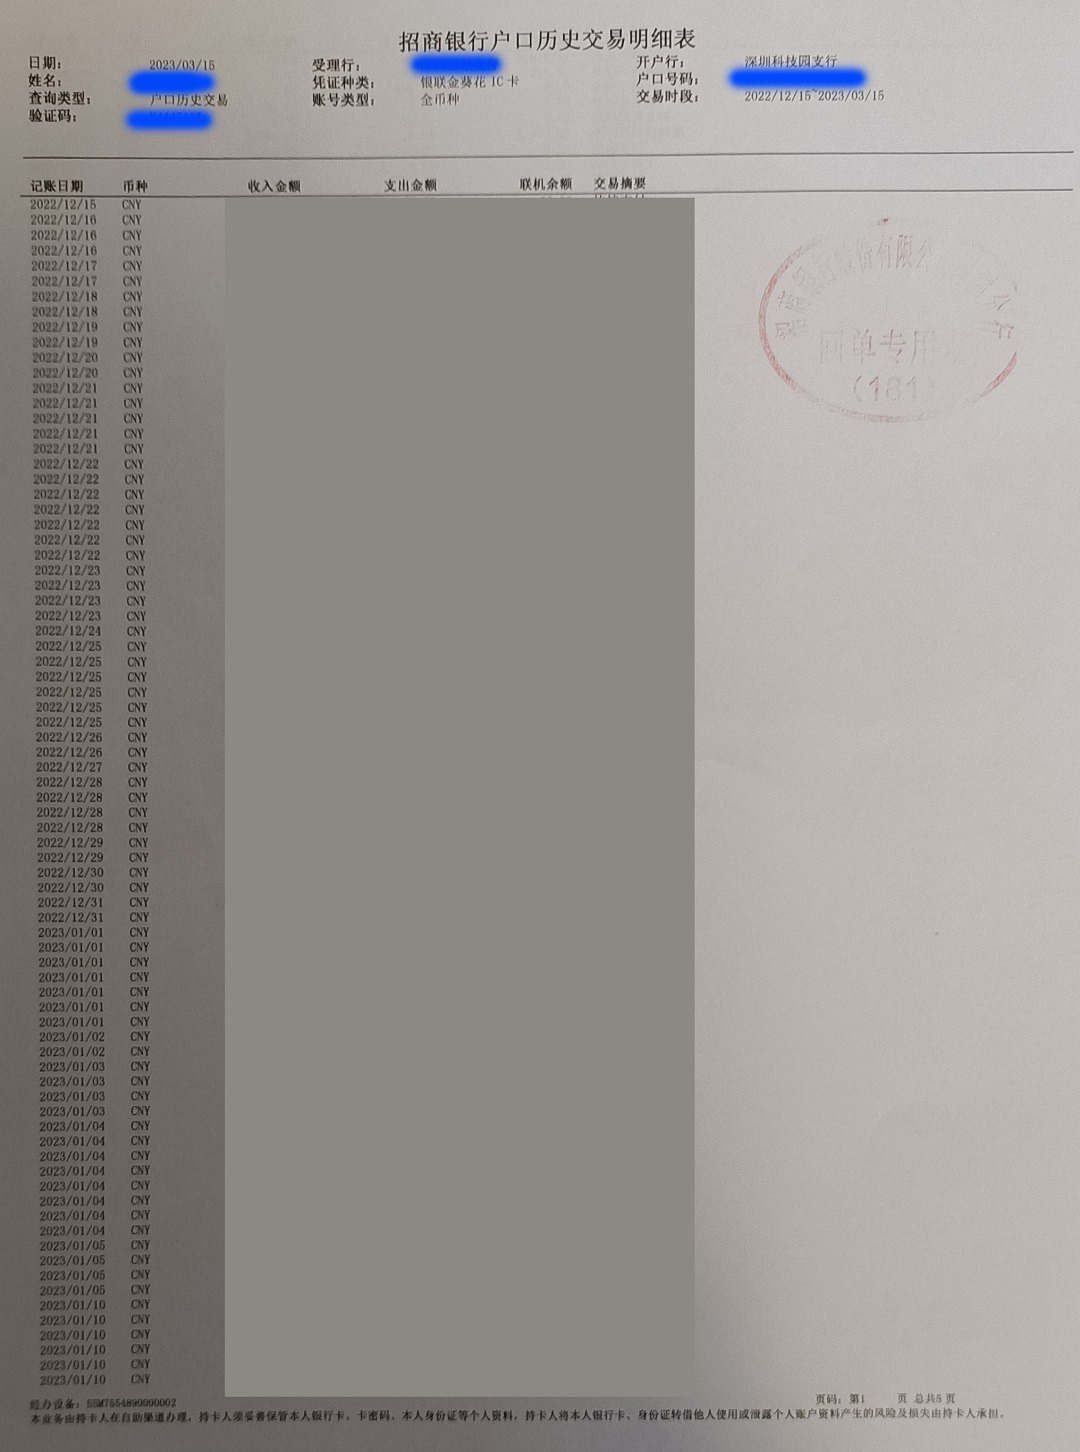 招商银行户口历史交易明细表
日期： 2023/03/15 受理行： 开户行： 深圳科技园支行
姓名： 凭证种类： 银联金葵花 IC 卡 户口号码：
查询类型： 户口历史交易 账号类型： 全币种 交易时段： 2022/12/15~2023/03/15
验证码：
记账日期 币种 收入金额 支出金额 联机余额 交易摘要
2022/12/15 CNY
2022/12/16 CNY
2022/12/16 CNY
2022/12/16 CNY
2022/12/17 CNY
2022/12/17 CNY
2022/12/18 CNY
2022/12/18 CNY
2022/12/19 CNY
2022/12/19 CNY
2022/12/20 CNY
2022/12/20 CNY
2022/12/21 CNY
2022/12/21 CNY
2022/12/21 CNY
2022/12/21 CNY
2022/12/21 CNY
2022/12/22 CNY
2022/12/22 CNY
2022/12/22 CNY
2022/12/22 CNY
2022/12/22 CNY
2022/12/22 CNY
2022/12/22 CNY
2022/12/23 CNY
2022/12/23 CNY
2022/12/23 CNY
2022/12/23 CNY
2022/12/24 CNY
2022/12/25 CNY
2022/12/25 CNY
2022/12/25 CNY
2022/12/25 CNY
2022/12/25 CNY
2022/12/25 CNY
2022/12/26 CNY
2022/12/26 CNY
2022/12/27 CNY
2022/12/28 CNY
2022/12/28 CNY
2022/12/28 CNY
2022/12/28 CNY
2022/12/29 CNY
2022/12/29 CNY
2022/12/30 CNY
2022/12/30 CNY
2022/12/31 CNY
2022/12/31 CNY
2023/01/01 CNY
2023/01/01 CNY
2023/01/01 CNY
2023/01/01 CNY
2023/01/01 CNY
2023/01/01 CNY
2023/01/01 CNY
2023/01/02 CNY
2023/01/02 CNY
2023/01/03 CNY
2023/01/03 CNY
2023/01/03 CNY
2023/01/03 CNY
2023/01/04 CNY
2023/01/04 CNY
2023/01/04 CNY
2023/01/04 CNY
2023/01/04 CNY
2023/01/04 CNY
2023/01/04 CNY
2023/01/04 CNY
2023/01/05 CNY
2023/01/05 CNY
2023/01/05 CNY
2023/01/05 CNY
2023/01/10 CNY
2023/01/10 CNY
2023/01/10 CNY
2023/01/10 CNY
2023/01/10 CNY
2023/01/10 CNY
份有限公
回单专用
(181)
经办设备： SSM7554890000002 页码：第1 页 总共5 页
本业务由持卡人在自助渠道办理，持卡人须妥善保管本人银行卡、卡密码、本人身份证等个人资料，持卡人将本人银行卡、身份证转借他人使用或泄露个人账户资料产生的风险及损失由持卡人承担。